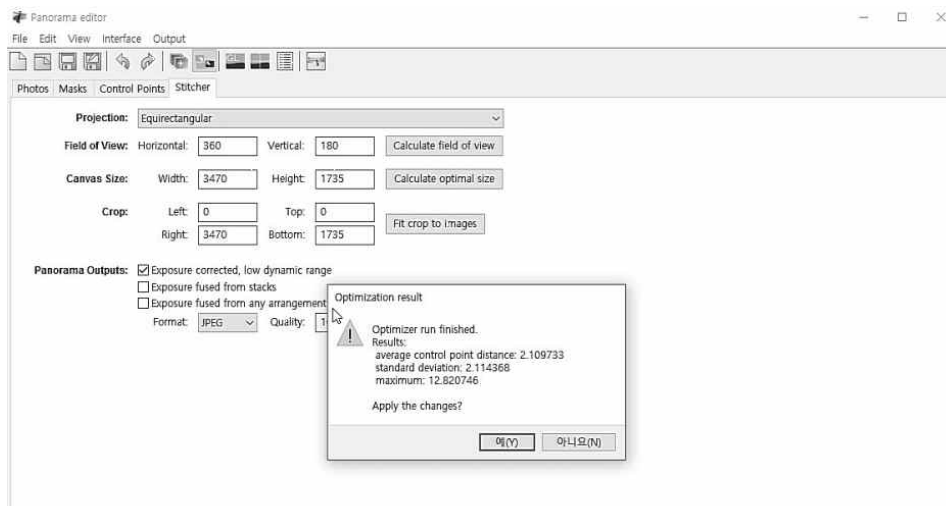 Panorama editor
File Edit View Interface Output
Photos Masks Control Points Stitcher
Projection: Equirectangular
Field of View: Horizontal: 360 Vertical: 180 Calculate field of view
Canvas Size: Width: 3470 Height: 1735 Calculate optimal size
Crop: Left: 0 Top: 0
Right: 3470 Bottom: 1735
Fit crop to images
Panorama Outputs: Exposure corrected, low dynamic range
Exposure fused from stacks
Exposure fused from any arrangement
Format: JPEG Quality:
Optimization result
Optimizer run finished.
Results:
average control point distance: 2.109733
standard deviation: 2.114368
maximum: 12.820746
Apply the changes?
예(Y) 아니요(N)